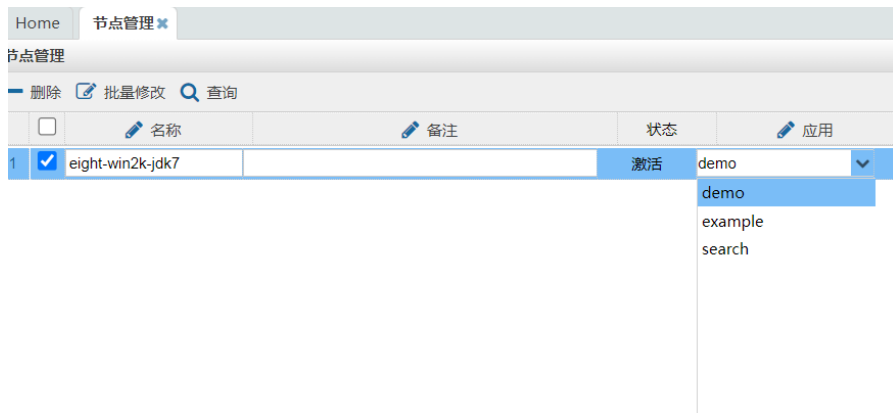 Home 节点管理
节点管理
删除 批量修改 查询
名称 备注 状态 应用
1 eight-win2k-jdk7 激活 demo
demo
example
search